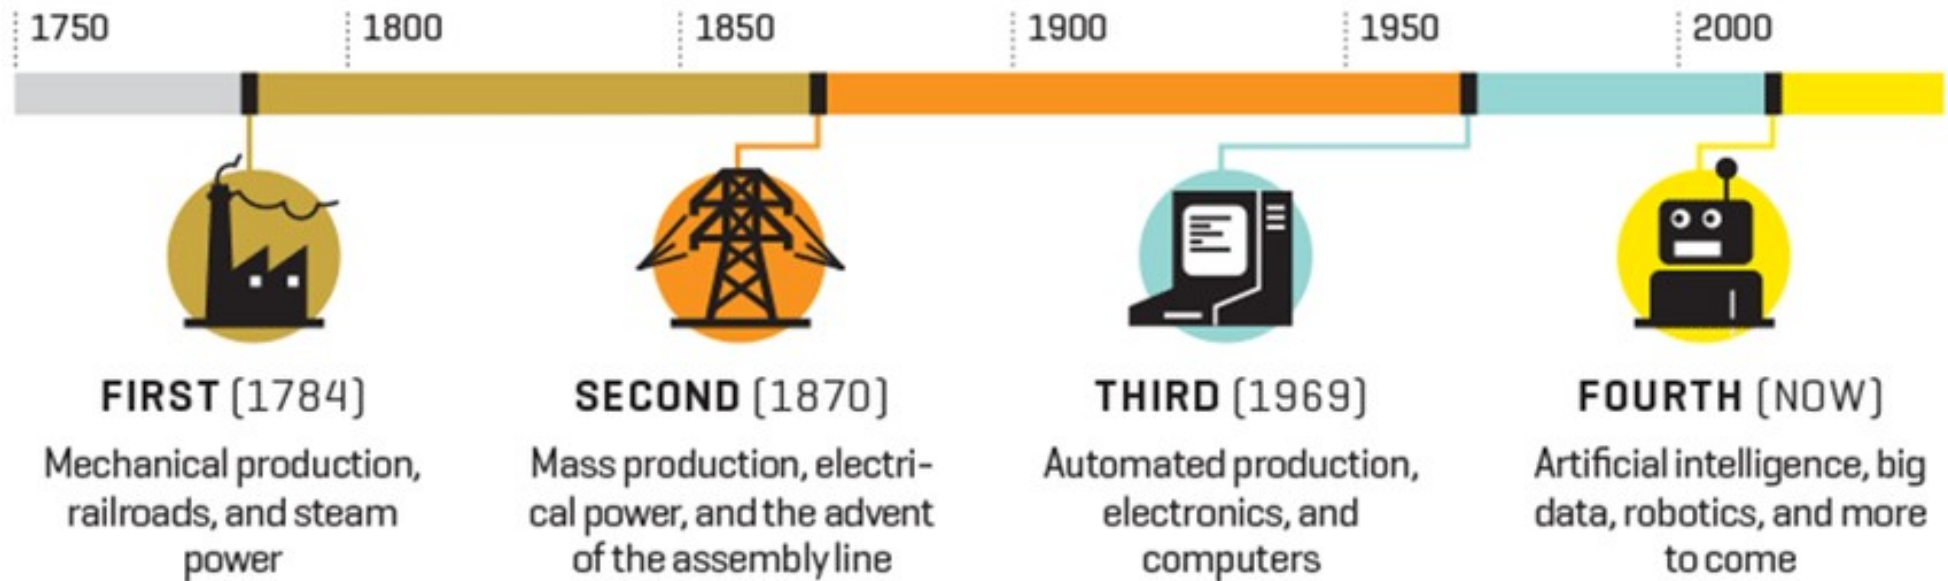 1750
1800
1850
1900
1950
2000
FIRST (1784)
Mechanical production,
railroads, and steam
power
SECOND (1870)
Mass production, electri-
cal power, and the advent
of the assembly line
THIRD (1969)
Automated production,
electronics, and
computers
FOURTH (NOW)
Artificial intelligence, big
data, robotics, and more
to come